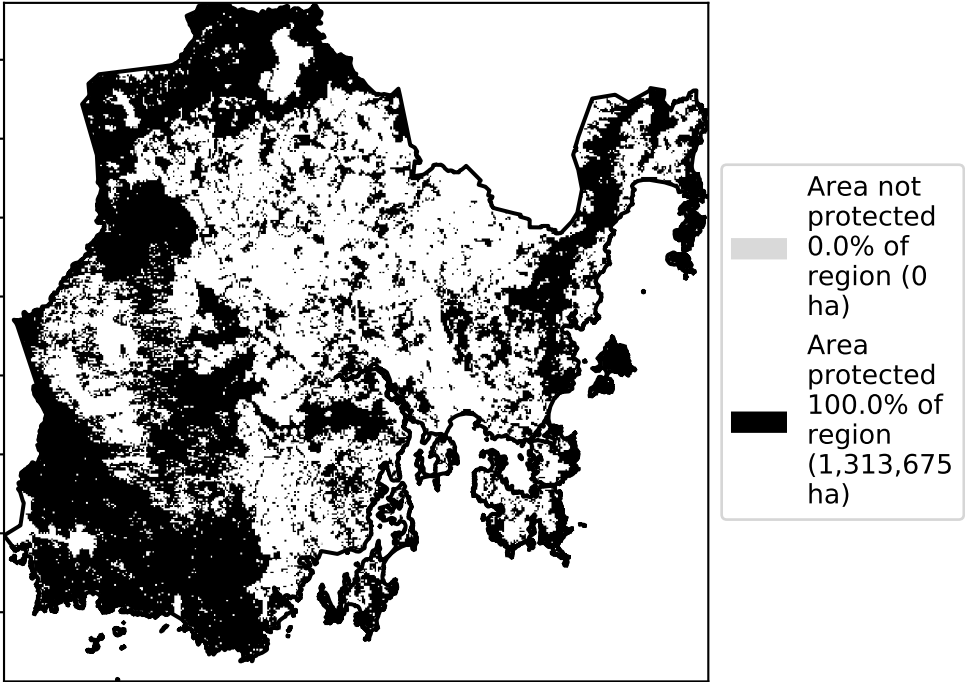 Area not
protected
0.0% of
region (0
ha)
Area
protected
100.0% of
region
(1,313,675
ha)